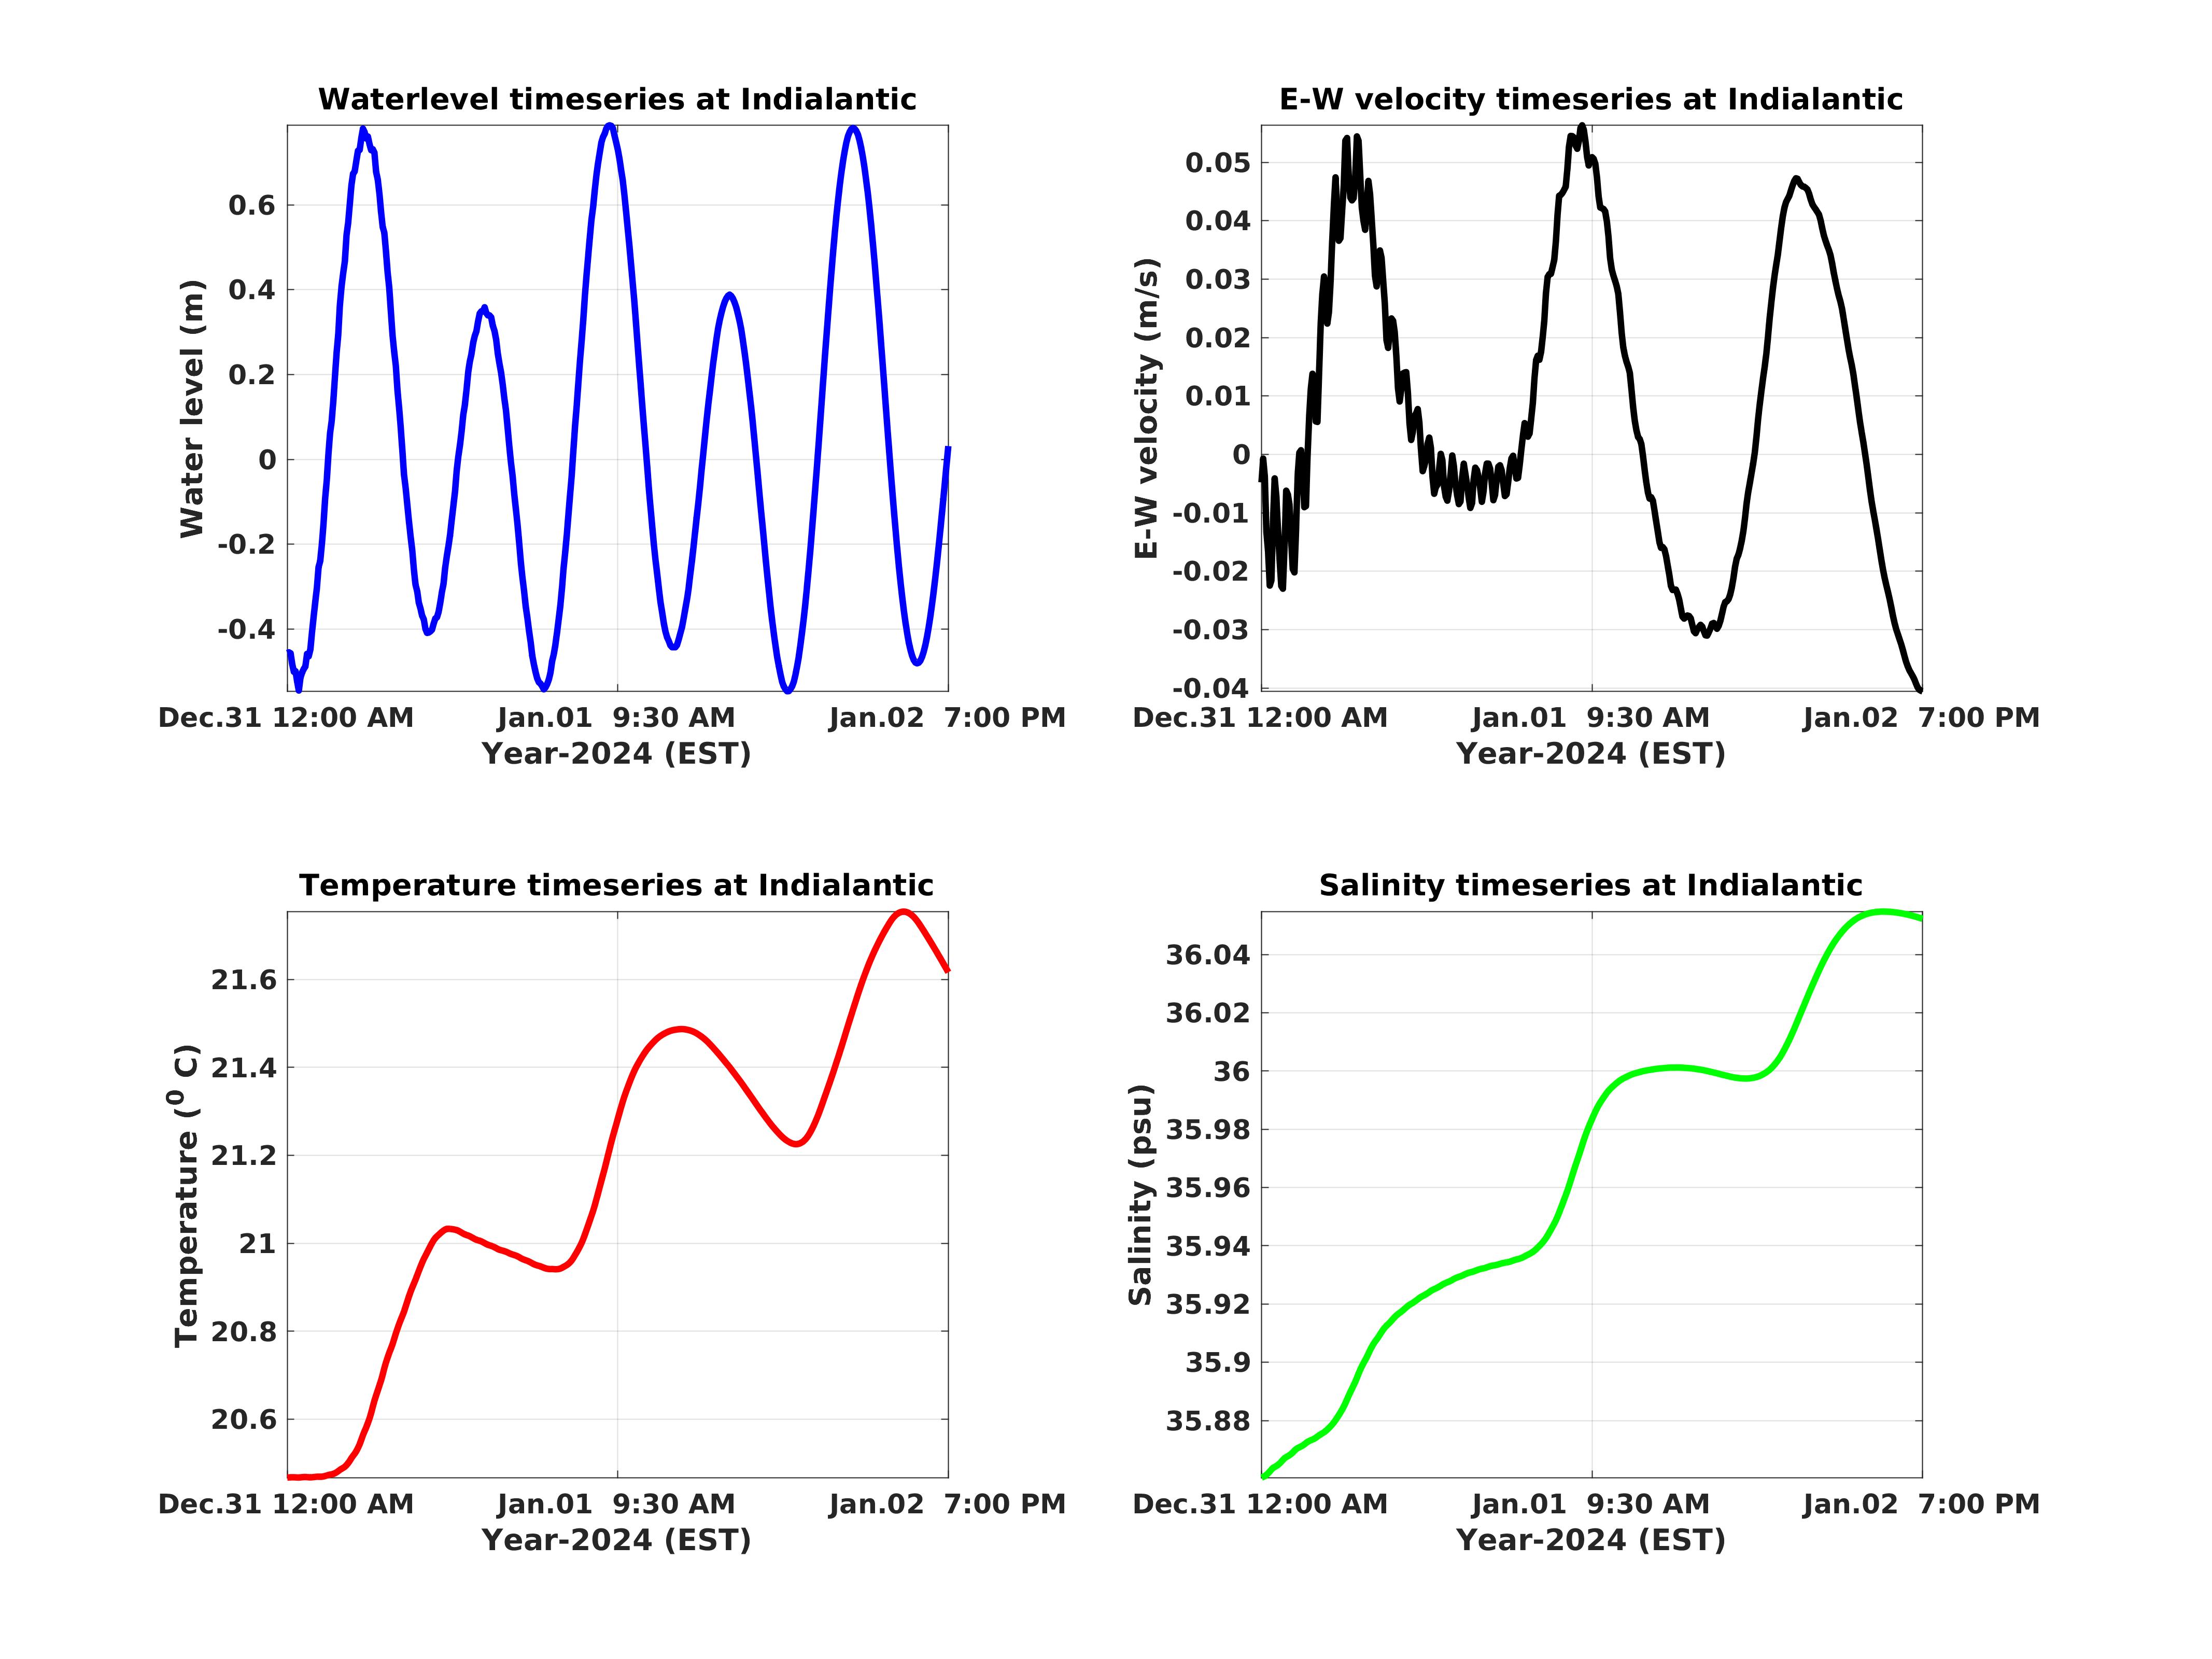 Waterlevel timeseries at Indialantic
Water level (m)
0.6
0.4
0.2
0
-0.2
-0.4
Dec.31 12:00 AM
Jan.01  9:30 AM
Jan.02  7:00 PM
Year-2024 (EST)
E-W velocity timeseries at Indialantic
E-W velocity (m/s)
0.05
0.04
0.03
0.02
0.01
0
-0.01
-0.02
-0.03
-0.04
Dec.31 12:00 AM
Jan.01  9:30 AM
Jan.02  7:00 PM
Year-2024 (EST)
Temperature timeseries at Indialantic
Temperature (⁰ C)
21.6
21.4
21.2
21
20.8
20.6
Dec.31 12:00 AM
Jan.01  9:30 AM
Jan.02  7:00 PM
Year-2024 (EST)
Salinity timeseries at Indialantic
Salinity (psu)
36.04
36.02
36
35.98
35.96
35.94
35.92
35.9
35.88
Dec.31 12:00 AM
Jan.01  9:30 AM
Jan.02  7:00 PM
Year-2024 (EST)